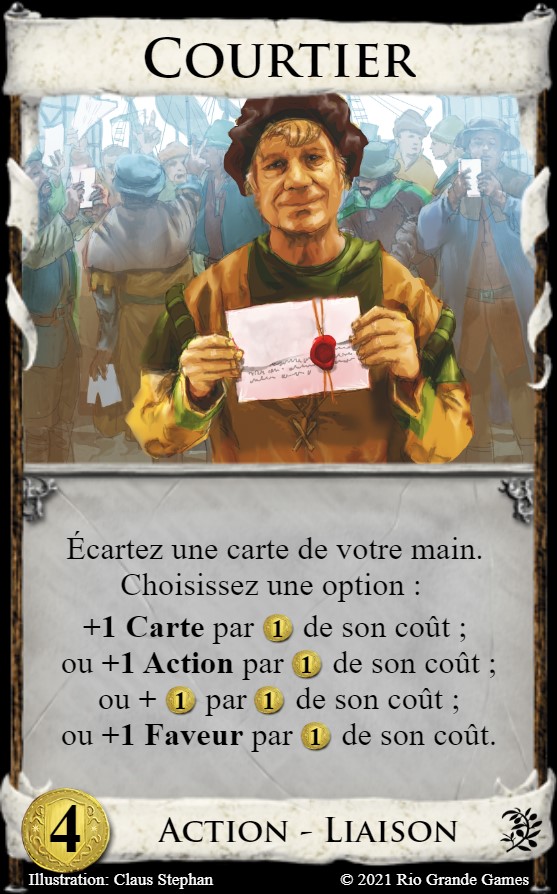 Courtier
Écartez une carte de votre main.
Choisissez une option :
+1 Carte par 1 de son coût ;
ou +1 Action par 1 de son coût ;
ou + 1 par 1 de son coût ;
ou +1 Faveur par 1 de son coût.
4 Action - Liaison
Illustration: Claus Stephan © 2021 Rio Grande Games